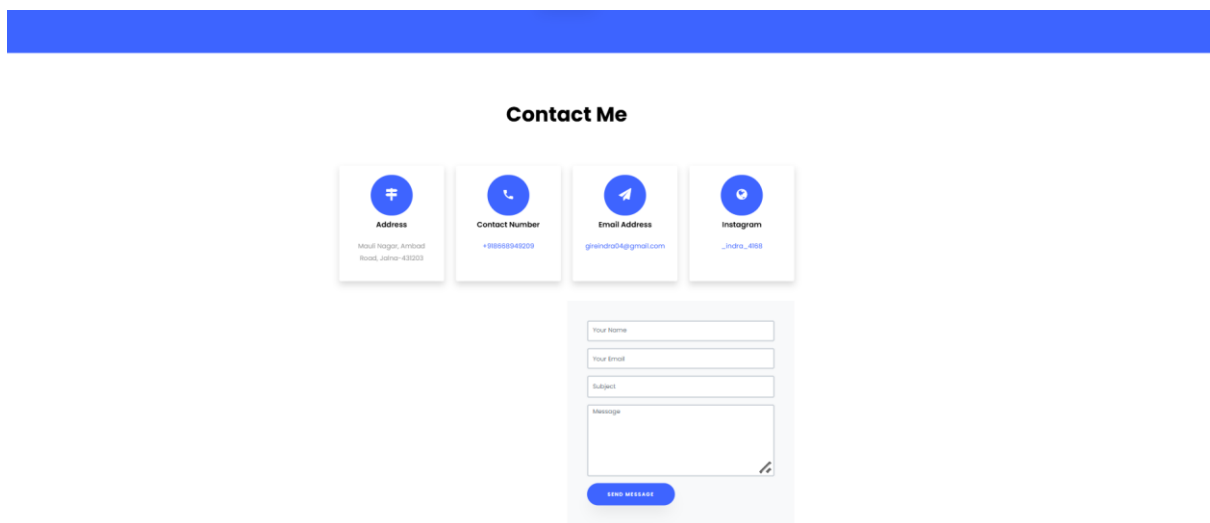 Contact Me
Address
Contact Number
Email Address
Instagram
Mauli Nagar, Ambad
Road, Jalna-431203
+918668949209
gireindra04@gmail.com
_indra_4168
Your Name
Your Email
Subject
Message
SEND MESSAGE